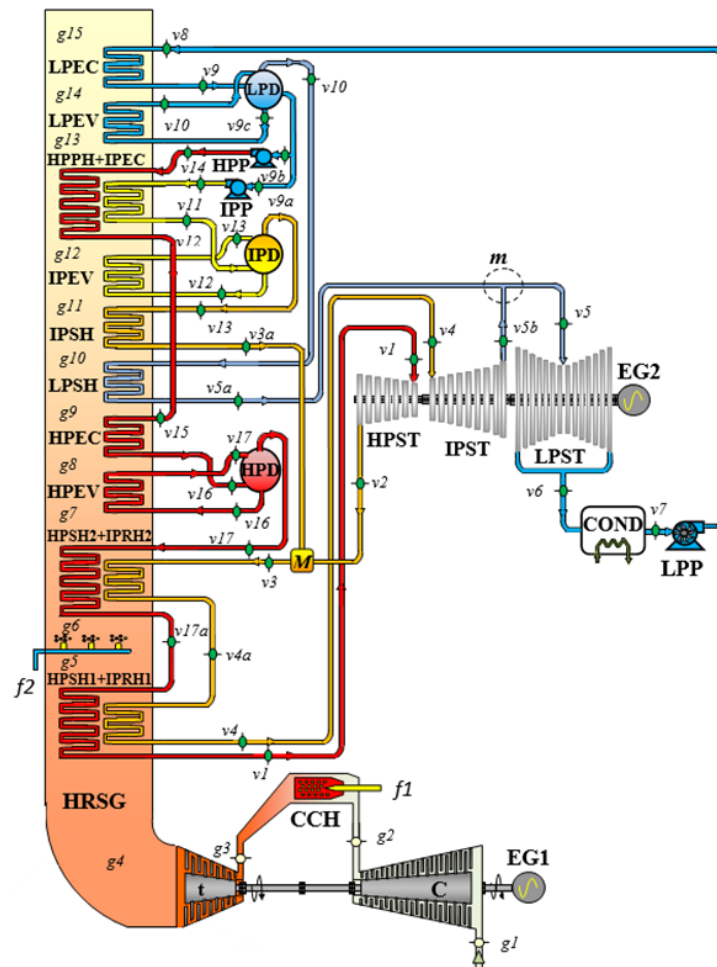 g15
v8
LPEC
v9
LPD
v10
g14
LPEV
v10
v9c
g13
HPPH+IPEC
v14
HPP
v9b
IPP
v9a
v11
v13
g12
v12
IPD
IPEV
v12
g11
v13
m
IPSH
v3a
v4
v5
v1
v5b
g10
LPSH
v5a
EG2
g9
HPST
IPST
HPEC
v15
v17
LPST
g8
HPD
v2
HPEV
v16
v6
g7
v16
COND
v7
HPSH2+IPRH2
v17
M
LPP
v3
g6
v17a
g5
v4a
f2
HPSH1+IPRH1
v4
v1
HRSG
f1
CCH
g2
g4
g3
EG1
t
C
g1